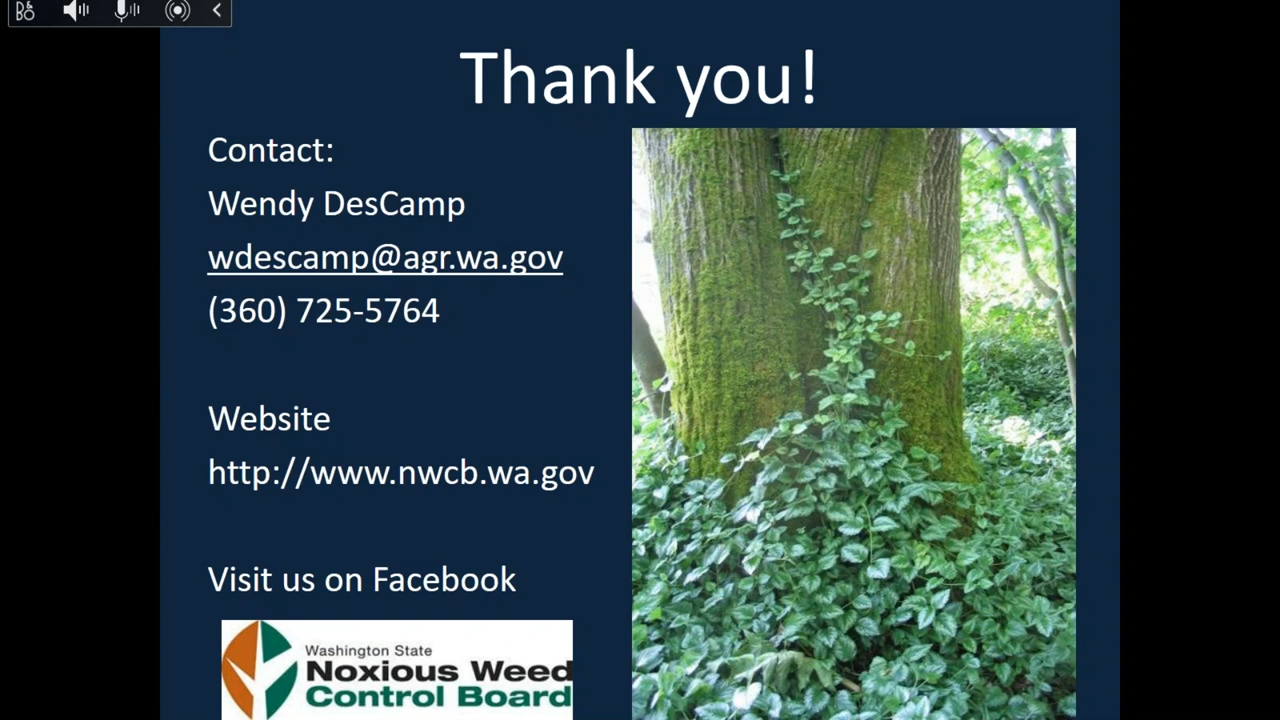 B&O
Thank you!
Contact:
Wendy DesCamp
wdescamp@agr.wa.gov
(360) 725-5764
Website
http://www.nwcb.wa.gov
Visit us on Facebook
Washington State
Noxious Weed
Control Board